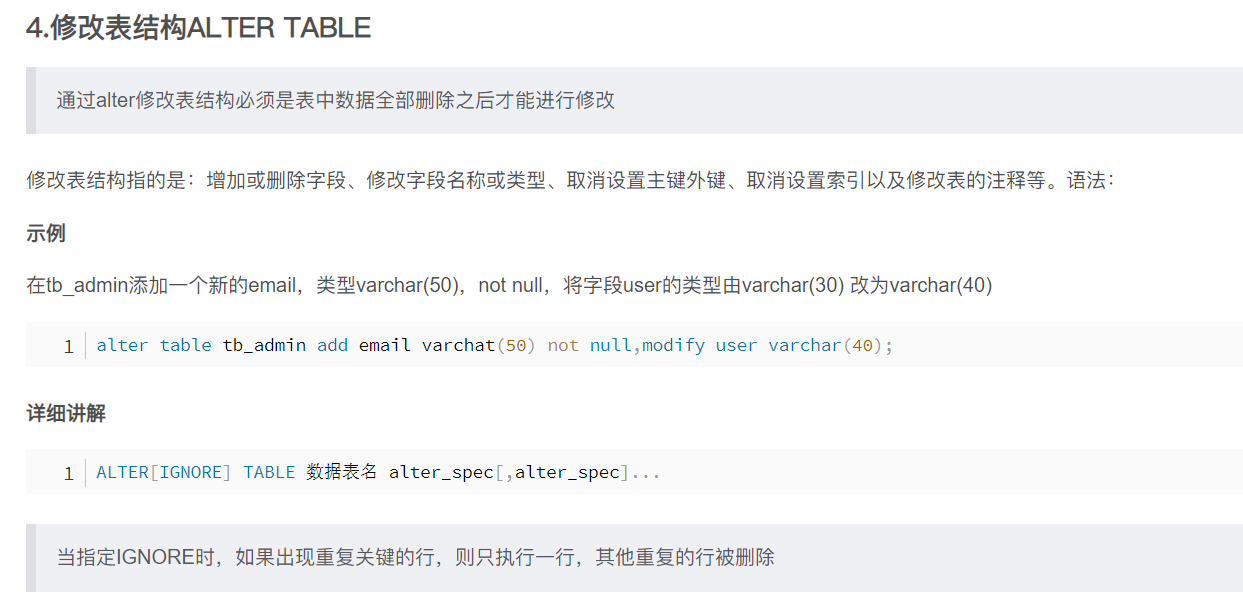 4.修改表结构ALTER TABLE
通过alter修改表结构必须是表中数据全部删除之后才能进行修改
修改表结构指的是：增加或删除字段、修改字段名称或类型、取消设置主键外键、取消设置索引以及修改表的注释等。语法：
示例
在tb_admin添加一个新的email，类型varchar(50)，not null，将字段user的类型由varchar(30) 改为varchar(40)
1 alter table tb_admin add email varchat(50) not null,modify user varchar(40);
详细讲解
1 ALTER[IGNORE] TABLE 数据表名 alter_spec[,alter_spec]...
当指定IGNORE时，如果出现重复关键的行，则只执行一行，其他重复的行被删除